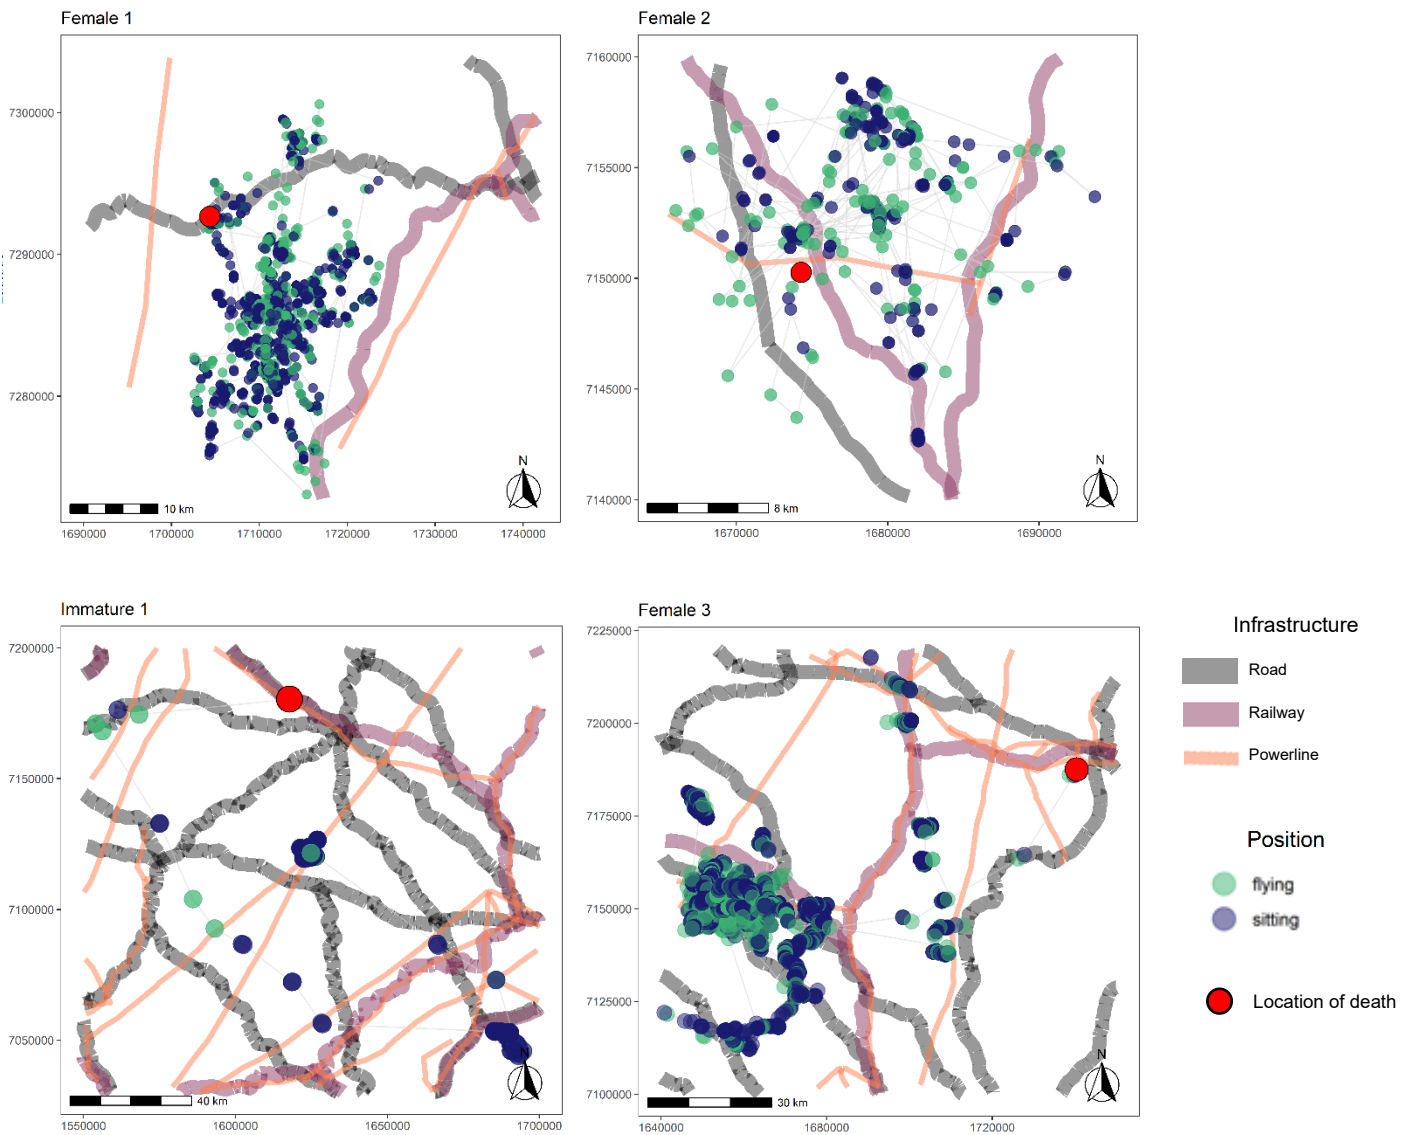 Female 1
Female 2
7300000
7290000
7280000
N
10 km
1690000 1700000 1710000 1720000 1730000 1740000
7160000
7155000
7150000
7145000
7140000
N
8 km
1670000 1680000 1690000
Immature 1
Female 3
7200000
7150000
7100000
7050000
N
40 km
1550000 1600000 1650000 1700000
7225000
7200000
7175000
7150000
7125000
7100000
N
30 km
1640000 1680000 1720000
Infrastructure
Road
Railway
Powerline
Position
flying
sitting
Location of death